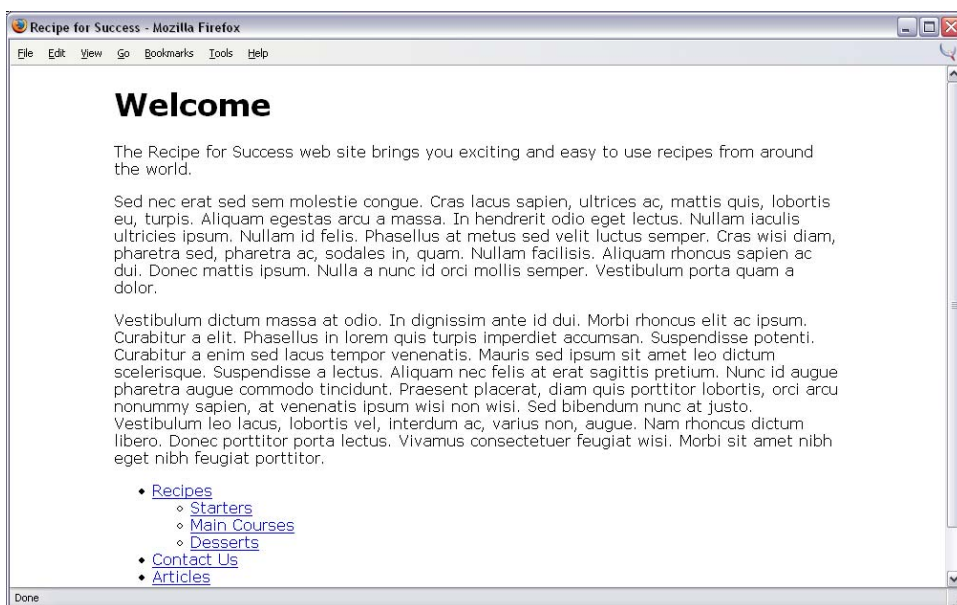 Recipe for Success - Mozilla Firefox
File Edit View Go Bookmarks Tools Help
Welcome
The Recipe for Success web site brings you exciting and easy to use recipes from around
the world.
Sed nec erat sed sem molestie congue. Cras lacus sapien, ultrices ac, mattis quis, lobortis
eu, turpis. Aliquam egestas arcu a massa. In hendrerit odio eget lectus. Nullam iaculis
ultricies ipsum. Nullam id felis. Phasellus at metus sed velit luctus semper. Cras wisi diam,
pharetra sed, pharetra ac, sodales in, quam. Nullam facilisis. Aliquam rhoncus sapien ac
dui. Donec mattis ipsum. Nulla a nunc id orci mollis semper. Vestibulum porta quam a
dolor.
Vestibulum dictum massa at odio. In dignissim ante id dui. Morbi rhoncus elit ac ipsum.
Curabitur a elit. Phasellus in lorem quis turpis imperdiet accumsan. Suspendisse potenti.
Curabitur a enim sed lacus tempor venenatis. Mauris sed ipsum sit amet leo dictum
scelerisque. Suspendisse a lectus. Aliquam nec felis at erat sagittis pretium. Nunc id augue
pharetra augue commodo tincidunt. Praesent placerat, diam quis porttitor lobortis, orci arcu
nonummy sapien, at venenatis ipsum wisi non wisi. Sed bibendum nunc at justo.
Vestibulum leo lacus, lobortis vel, interdum ac, varius non, augue. Nam rhoncus dictum
libero. Donec porttitor porta lectus. Vivamus consectetuer feugiat wisi. Morbi sit amet nibh
eget nibh feugiat porttitor.
Recipes
Starters
Main Courses
Desserts
Contact Us
Articles
Done